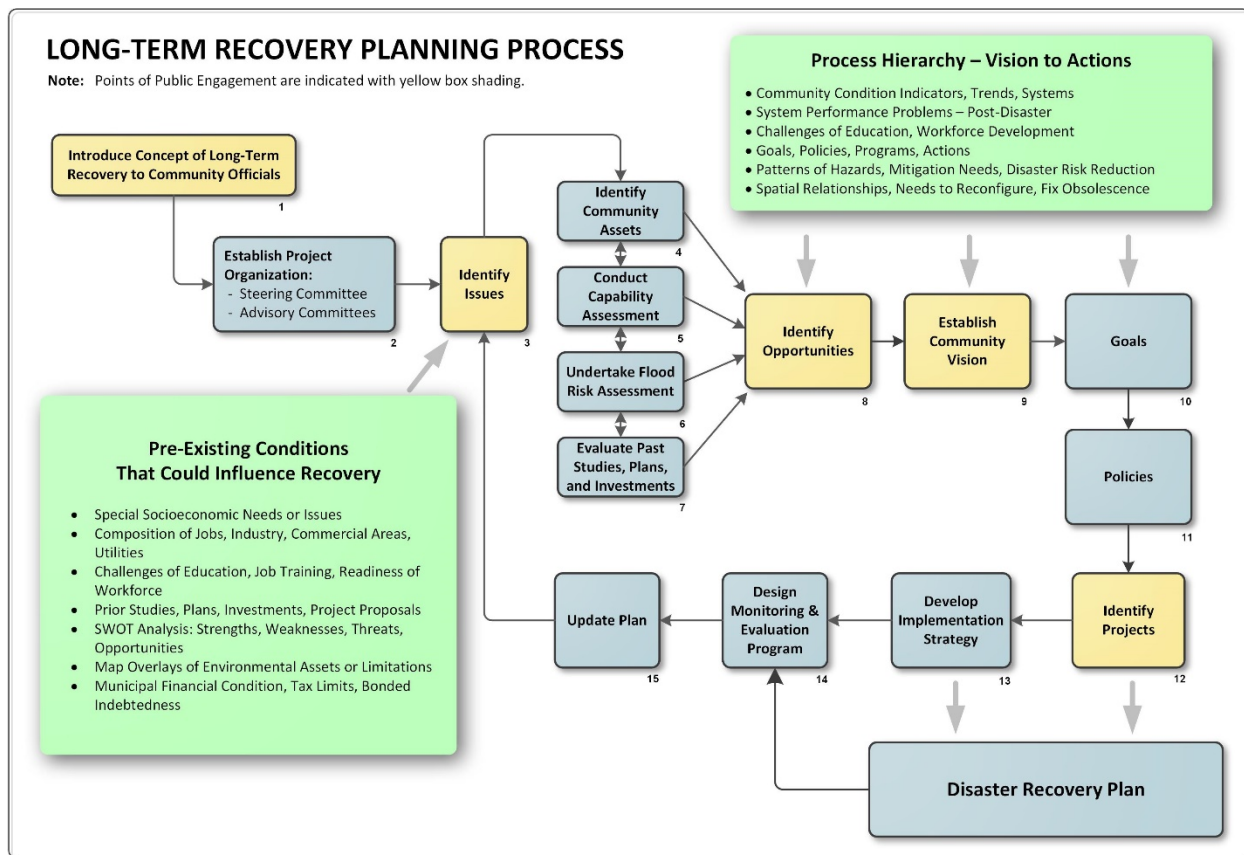 LONG-TERM RECOVERY PLANNING PROCESS
Note: Points of Public Engagement are indicated with yellow box shading.
Process Hierarchy – Vision to Actions
• Community Condition Indicators, Trends, Systems
• System Performance Problems – Post-Disaster
• Challenges of Education, Workforce Development
• Goals, Policies, Programs, Actions
• Patterns of Hazards, Mitigation Needs, Disaster Risk Reduction
• Spatial Relationships, Needs to Reconfigure, Fix Obsolescence
Introduce Concept of Long-Term
Recovery to Community Officials
1
Establish Project
Organization:
- Steering Committee
- Advisory Committees
2
Identify
Issues
3
Identify
Community
Assets
4
Conduct
Capability
Assessment
5
Undertake Flood
Risk Assessment
6
Evaluate Past
Studies, Plans,
and Investments
7
Identify
Opportunities
8
Establish
Community
Vision
9
Goals
10
Policies
11
Identify
Projects
12
Develop
Implementation
Strategy
13
Design
Monitoring &
Evaluation
Program
14
Update Plan
15
Disaster Recovery Plan
Pre-Existing Conditions
That Could Influence Recovery
• Special Socioeconomic Needs or Issues
• Composition of Jobs, Industry, Commercial Areas,
Utilities
• Challenges of Education, Job Training, Readiness of
Workforce
• Prior Studies, Plans, Investments, Project Proposals
• SWOT Analysis: Strengths, Weaknesses, Threats,
Opportunities
• Map Overlays of Environmental Assets or Limitations
• Municipal Financial Condition, Tax Limits, Bonded
Indebtedness